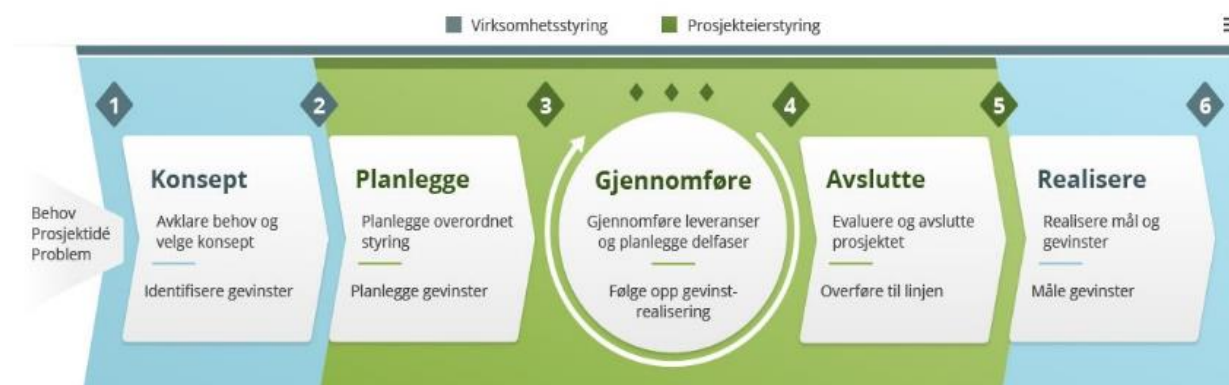 Virksomhetsstyring
Prosjekteierstyring
1
2
3
4
5
6
Behov
Prosjektidé
Problem
Konsept
Avklare behov og
velge konsept
Identifisere gevinster
Planlegge
Planlegge overordnet
styring
Planlegge gevinster
Gjennomføre
Gjennomføre leveranser
og planlegge delfaser
Følge opp gevinst-
realisering
Avslutte
Evaluere og avslutte
prosjektet
Overføre til linjen
Realisere
Realisere mål og
gevinster
Måle gevinster